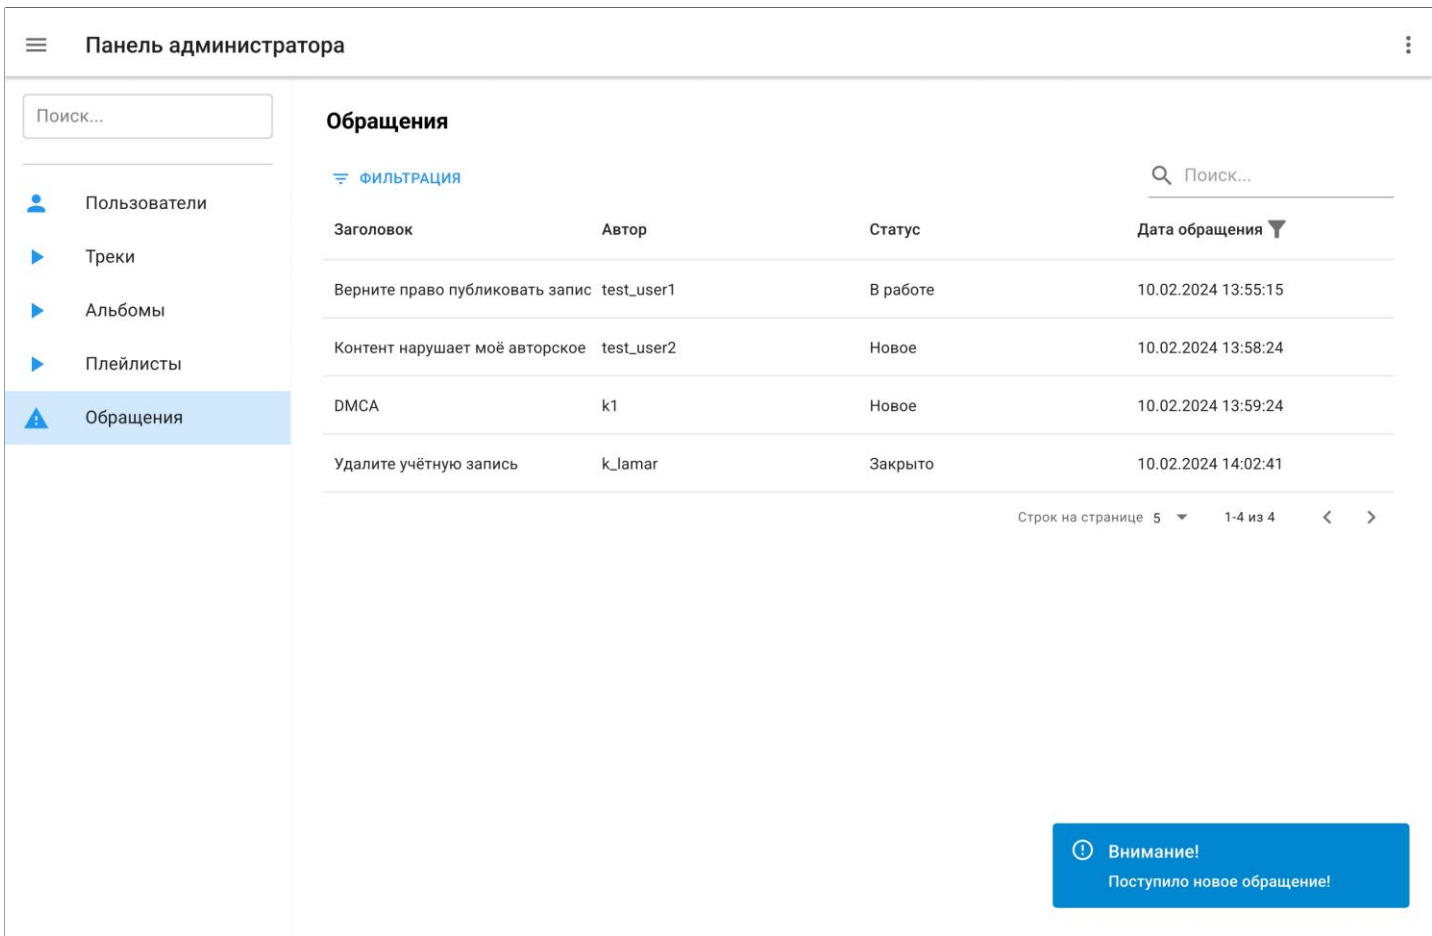 Панель администратора
Поиск...
Пользователи
Треки
Альбомы
Плейлисты
Обращения
Обращения
ФИЛЬТРАЦИЯ
Поиск...
Заголовок Автор Статус Дата обращения
Верните право публиковать запис test_user1 В работе 10.02.2024 13:55:15
Контент нарушает моё авторское test_user2 Новое 10.02.2024 13:58:24
DMCA k1 Новое 10.02.2024 13:59:24
Удалите учётную запись k_lamar Закрыто 10.02.2024 14:02:41
Строк на странице 5 1-4 из 4
Внимание!
Поступило новое обращение!